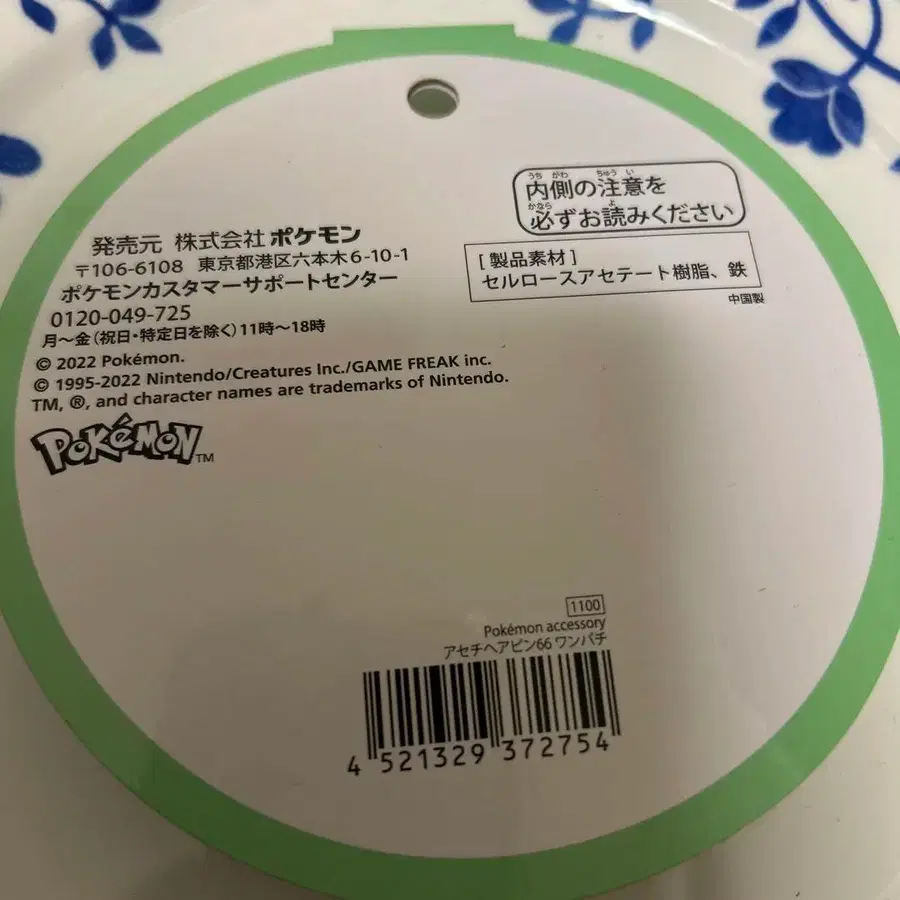 内側の注意を
必ずお読みください
発売元 株式会社ポケモン
〒106-6108 東京都港区六本木6-10-1
ポケモンカスタマーサポートセンター
0120-049-725
月〜金(祝日・特定日を除く)11時〜18時
[製品素材]
セルロースアセテート樹脂、鉄
中国製
© 2022 Pokémon.
© 1995-2022 Nintendo/Creatures Inc./GAME FREAK inc.
TM, ®, and character names are trademarks of Nintendo.
POKéMON TM
1100
Pokémon accessory
アセチヘアピン66 ワンパチ
4 521329 372754